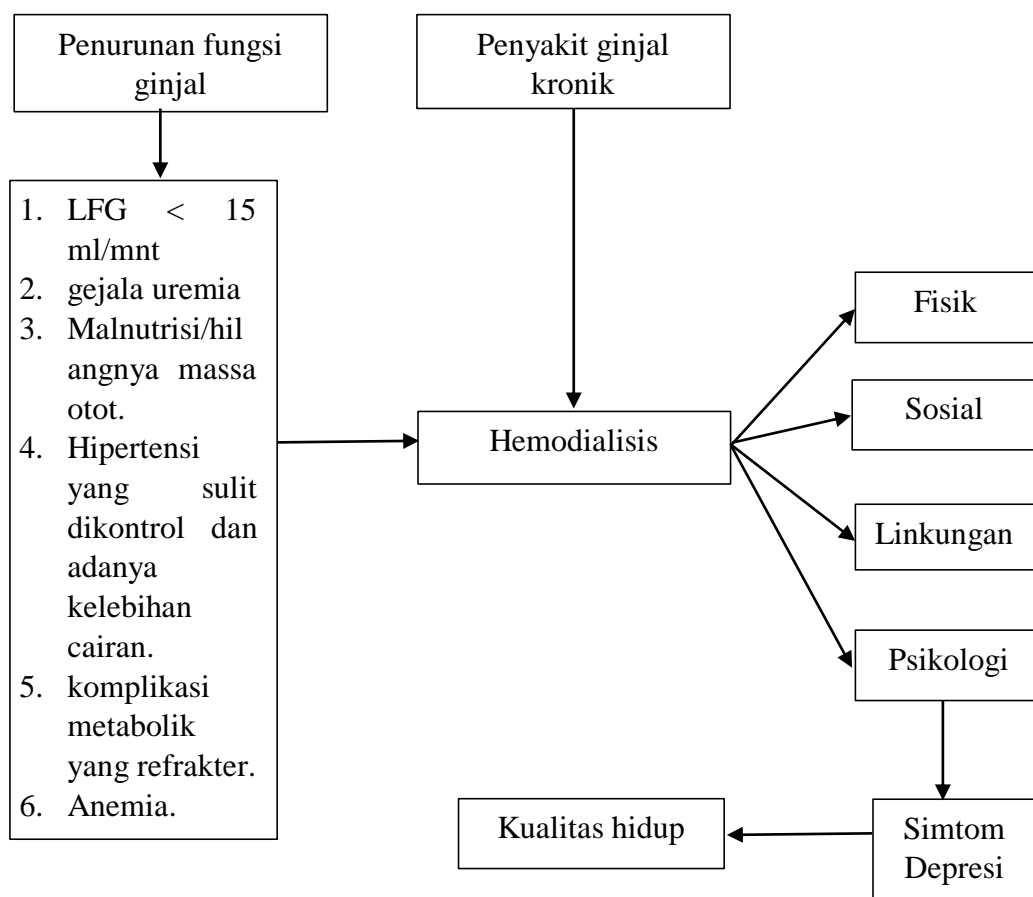 Penurunan fungsi
ginjal
Penyakit ginjal
kronik
1. LFG < 15
ml/mnt
2. gejala uremia
3. Malnutrisi/hil
angnya massa
otot.
4. Hipertensi
yang sulit
dikontrol dan
adanya
kelebihan
cairan.
5. komplikasi
metabolik
yang refrakter.
6. Anemia.
Hemodialisis
Fisik
Sosial
Linkungan
Psikologi
Kualitas hidup
Simtom
Depresi